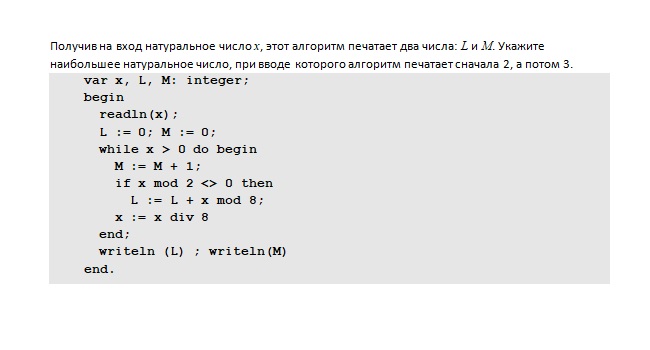 Получив на вход натуральное число x, этот алгоритм печатает два числа: L и M. Укажите
наибольшее натуральное число, при вводе которого алгоритм печатает сначала 2, а потом 3.
var x, L, M: integer;
begin
readln(x);
L := 0; M := 0;
while x > 0 do begin
M := M + 1;
if x mod 2 <> 0 then
L := L + x mod 8;
x := x div 8
end;
writeln (L) ; writeln(M)
end.